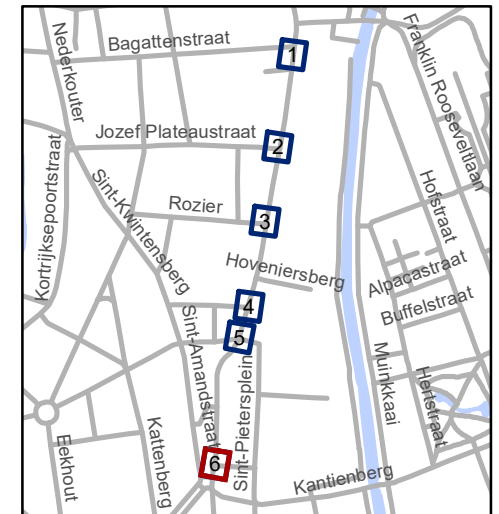 Nederkouter
Bagattenstraat
1
Franklin Rooseveltlaan
Jozef Plateaustraat
2
Kortrijksepoortstraat
Sint-Kwintensberg
Rozier
3
Hofstraat
Hoveniersberg
Alpacastraat
Buffelstraat
4
5
Sint-Amandstraat
Sint-Pietersplein
Muinkkaai
Hertstraat
6
Kattenberg
Eekhout
Kantienberg